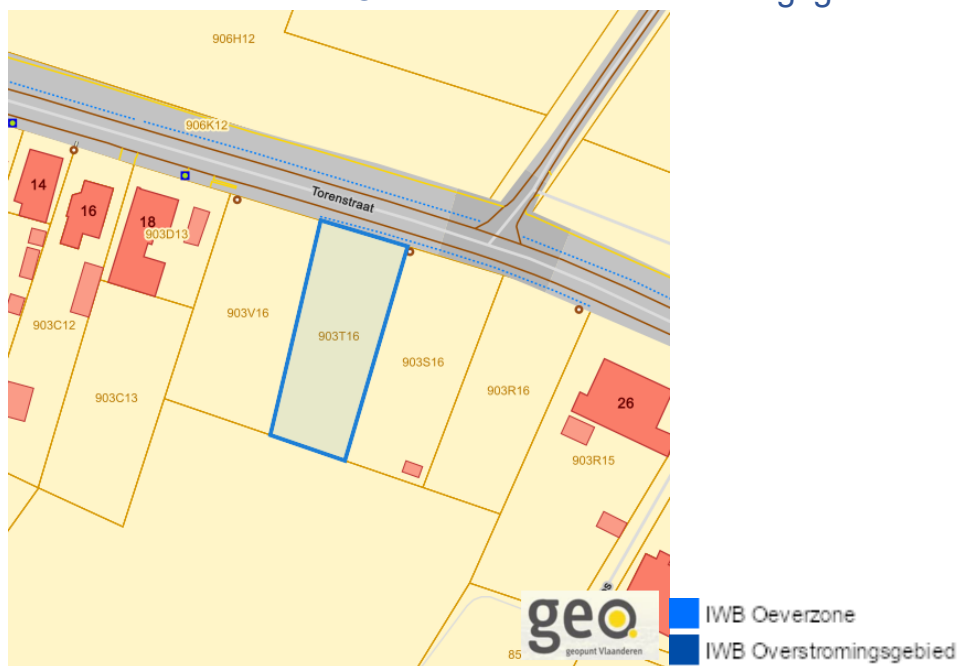 906H12
906K12
Torenstraat
14
16
18
903D13
903V16
903T16
903C12
903S16
903C13
903R16
26
903R15
geo.
geopunt Vlaanderen
85
IWB Oeverzone
IWB Overstromingsgebied